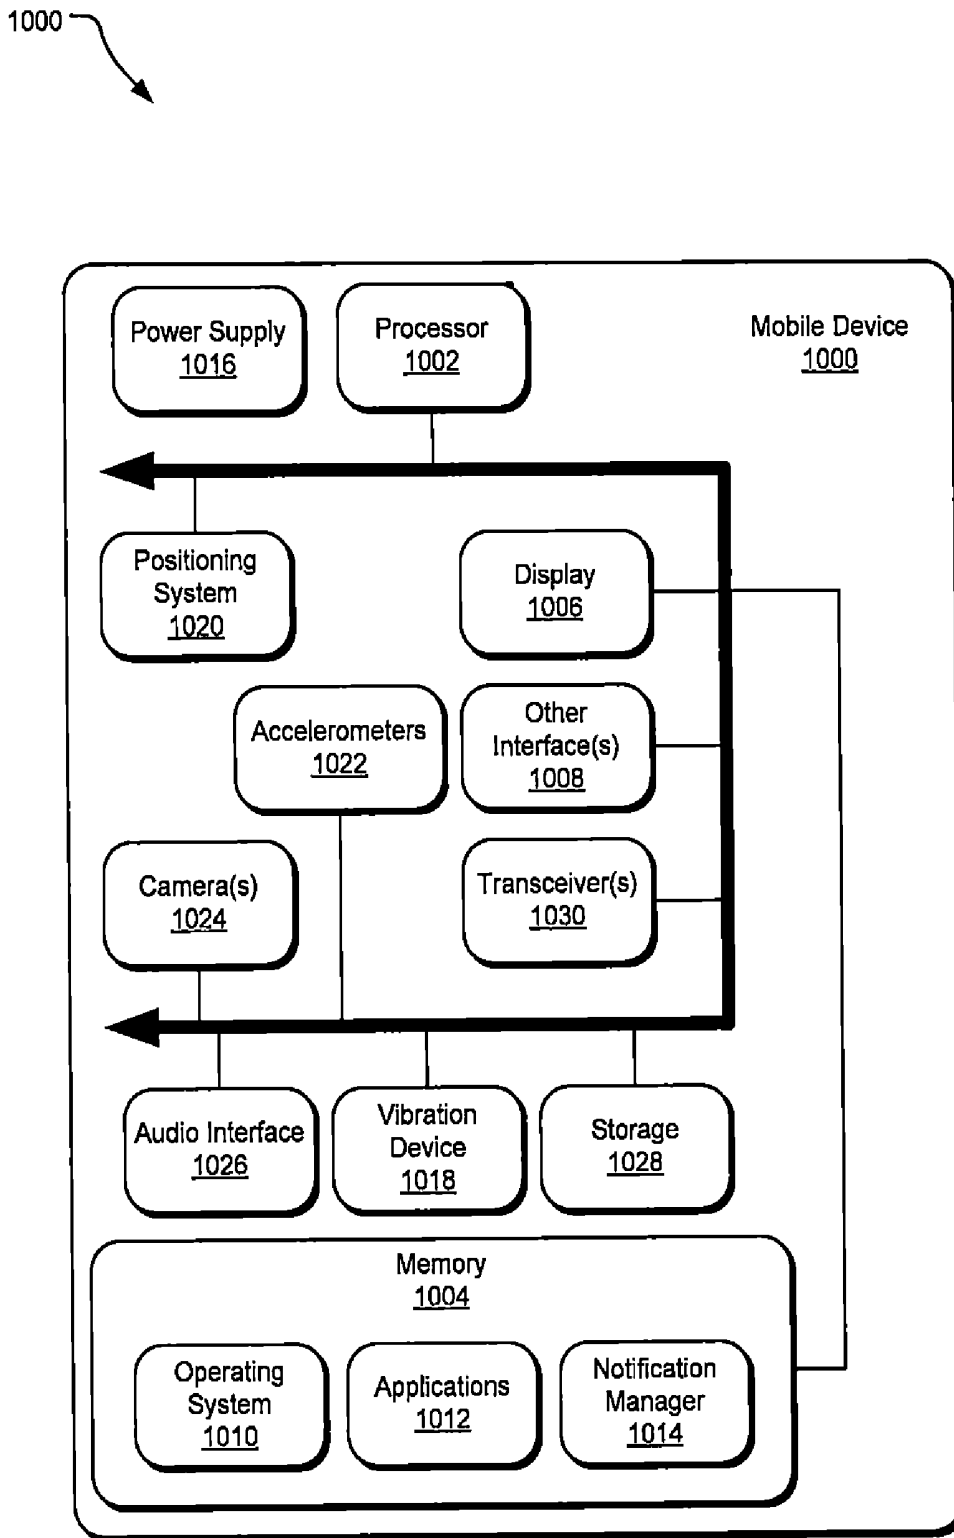 1000
Power Supply
1016
Processor
1002
Mobile Device
1000
Positioning
System
1020
Display
1006
Accelerometers
1022
Other
Interface(s)
1008
Camera(s)
1024
Transceiver(s)
1030
Audio Interface
1026
Vibration
Device
1018
Storage
1028
Memory
1004
Operating
System
1010
Applications
1012
Notification
Manager
1014